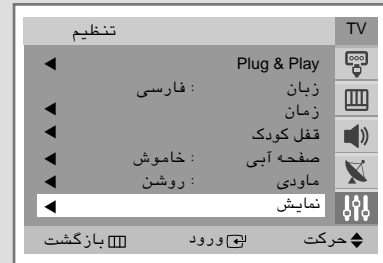 TV تنظیم
Plug & Play
زبان : فارسی
زمان
قفل کودک
صفحه آبی : خاموش
ماودی : روشن
نمایش
حرکت ورود بازگشت